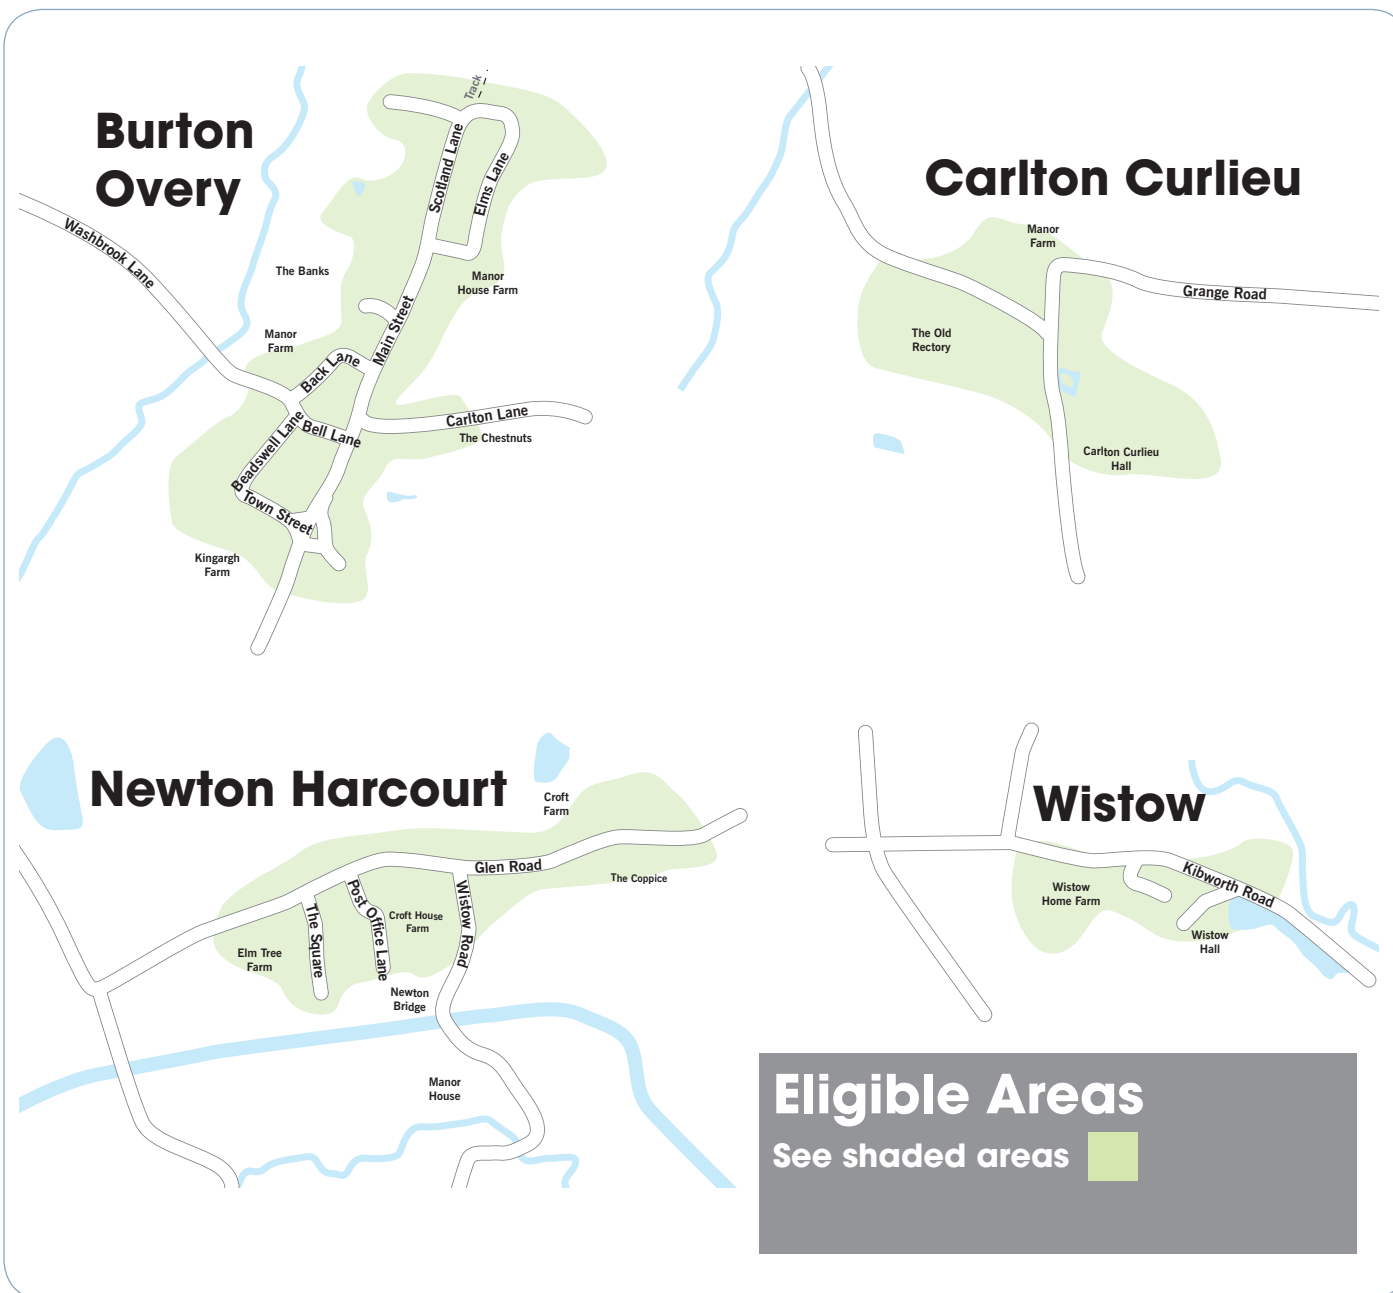 Burton
Overy
Track
Scotland Lane
Elms Lane
Washbrook Lane
The Banks
Manor
House Farm
Manor
Farm
Main Street
Back Lane
Beadswell Lane
Bell Lane
Carlton Lane
The Chestnuts
Town Street
Kingargh
Farm
Carlton Curlieu
Manor
Farm
Grange Road
The Old
Rectory
Carlton Curlieu
Hall
Newton Harcourt
Croft
Farm
Glen Road
The Coppice
Post Office Lane
Wistow Road
The Square
Croft House
Farm
Elm Tree
Farm
Newton
Bridge
Manor
House
Wistow
Kibworth Road
Wistow
Home Farm
Wistow
Hall
Eligible Areas
See shaded areas